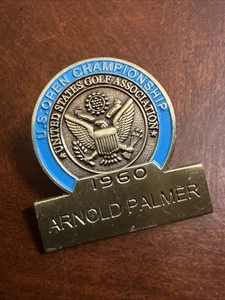 U.S. OPEN CHAMPIONSHIP
UNITED STATES GOLF ASSOCIATION
1960
ARNOLD PALMER